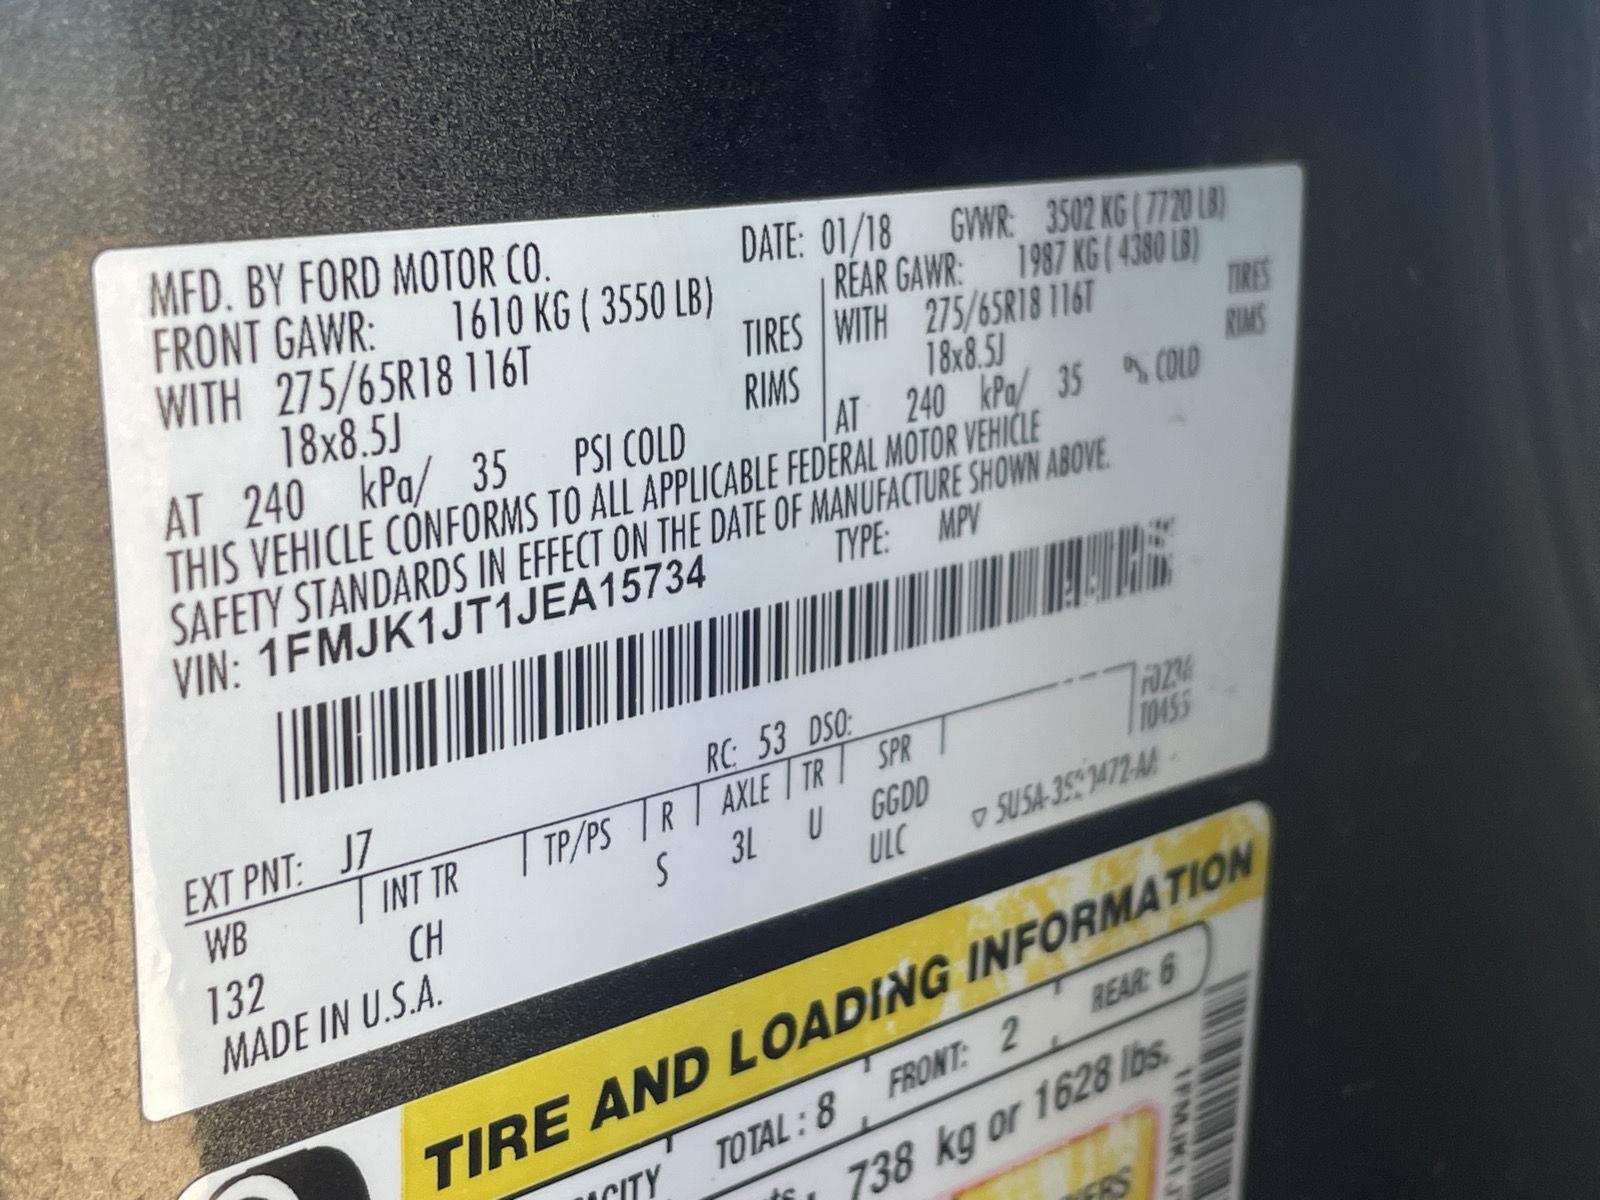 MFD. BY FORD MOTOR CO. DATE: 01/18 GVWR: 3502 KG ( 7720 LB)
FRONT GAWR: 1610 KG ( 3550 LB) REAR GAWR: 1987 KG ( 4380 LB)
WITH 275/65R18 116T TIRES WITH 275/65R18 116T TIRES
18x8.5J RIMS 18x8.5J RIMS
AT 240 kPa/ 35 PSI COLD AT 240 kPa/ 35 COLD
THIS VEHICLE CONFORMS TO ALL APPLICABLE FEDERAL MOTOR VEHICLE
SAFETY STANDARDS IN EFFECT ON THE DATE OF MANUFACTURE SHOWN ABOVE.
VIN: 1FMJK1JT1JEA15734 TYPE: MPV
EXT PNT: J7 RC: 53 DSO:
WB INT TR TP/PS R AXLE TR SPR
132 CH S 3L U GGDD
ULC
T0455
MADE IN U.S.A.
TIRE AND LOADING INFORMATION
TOTAL : 8 FRONT: 2 REAR: 6
738 kg or 1628 lbs.